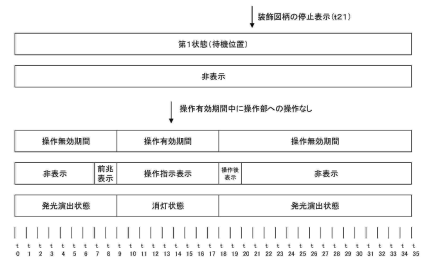 装飾図柄の停止表示(t21)
第1状態(待機位置)
非表示
操作有効期間中に操作部への操作なし
操作無効期間 操作有効期間 操作無効期間
非表示 前兆表示 操作指示表示 操作後表示 非表示
発光演出状態 消灯状態 発光演出状態
t0 t1 t2 t3 t4 t5 t6 t7 t8 t9 t10 t11 t12 t13 t14 t15 t16 t17 t18 t19 t20 t21 t22 t23 t24 t25 t26 t27 t28 t29 t30 t31 t32 t33 t34 t35